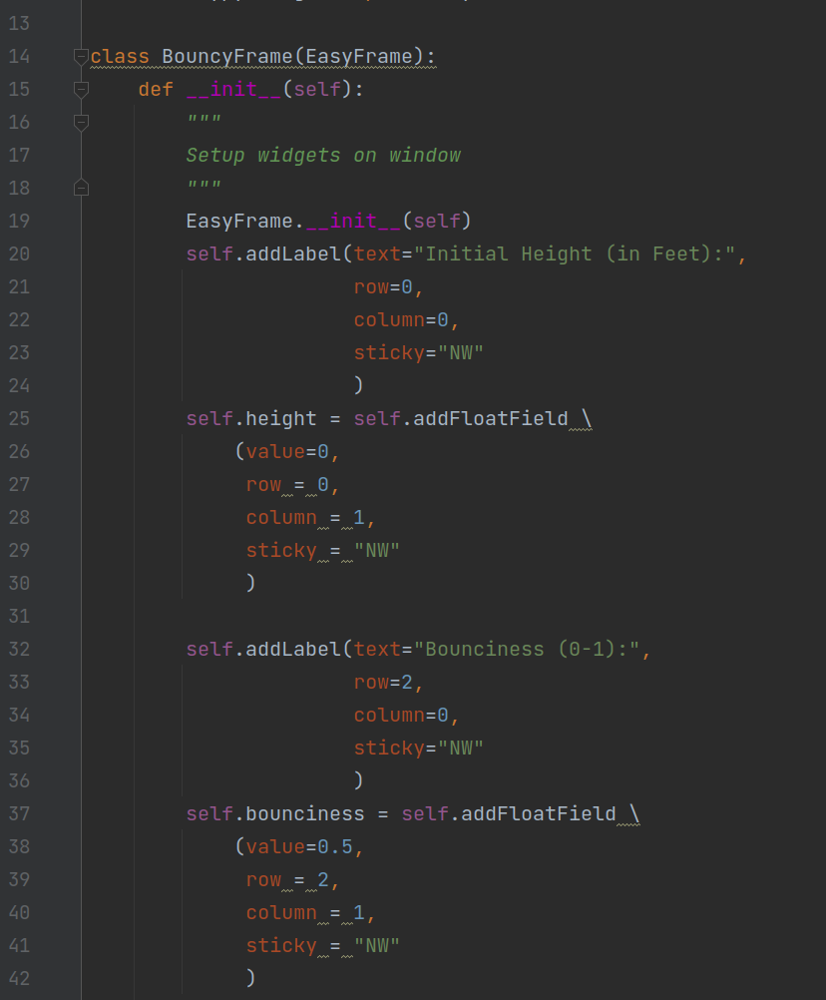 13
14 class BouncyFrame(EasyFrame):
15     def __init__(self):
16         """
17         Setup widgets on window
18         """
19         EasyFrame.__init__(self)
20         self.addLabel(text="Initial Height (in Feet):",
21                       row=0,
22                       column=0,
23                       sticky="NW"
24                       )
25         self.height = self.addFloatField \
26             (value=0,
27              row = 0,
28              column = 1,
29              sticky = "NW"
30              )
31
32         self.addLabel(text="Bounciness (0-1):",
33                       row=2,
34                       column=0,
35                       sticky="NW"
36                       )
37         self.bounciness = self.addFloatField \
38             (value=0.5,
39              row = 2,
40              column = 1,
41              sticky = "NW"
42              )